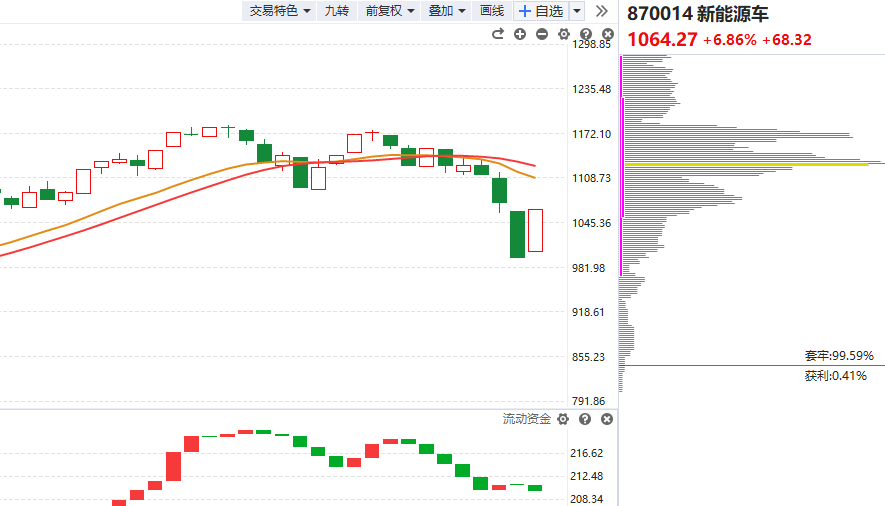 交易特色 九转 前复权 叠加 画线 自选
870014 新能源车
1064.27 +6.86% +68.32
1298.85
1235.48
1172.10
1108.73
1045.36
981.98
918.61
855.23
791.86
套牢:99.59%
获利:0.41%
流动资金
216.62
212.48
208.34